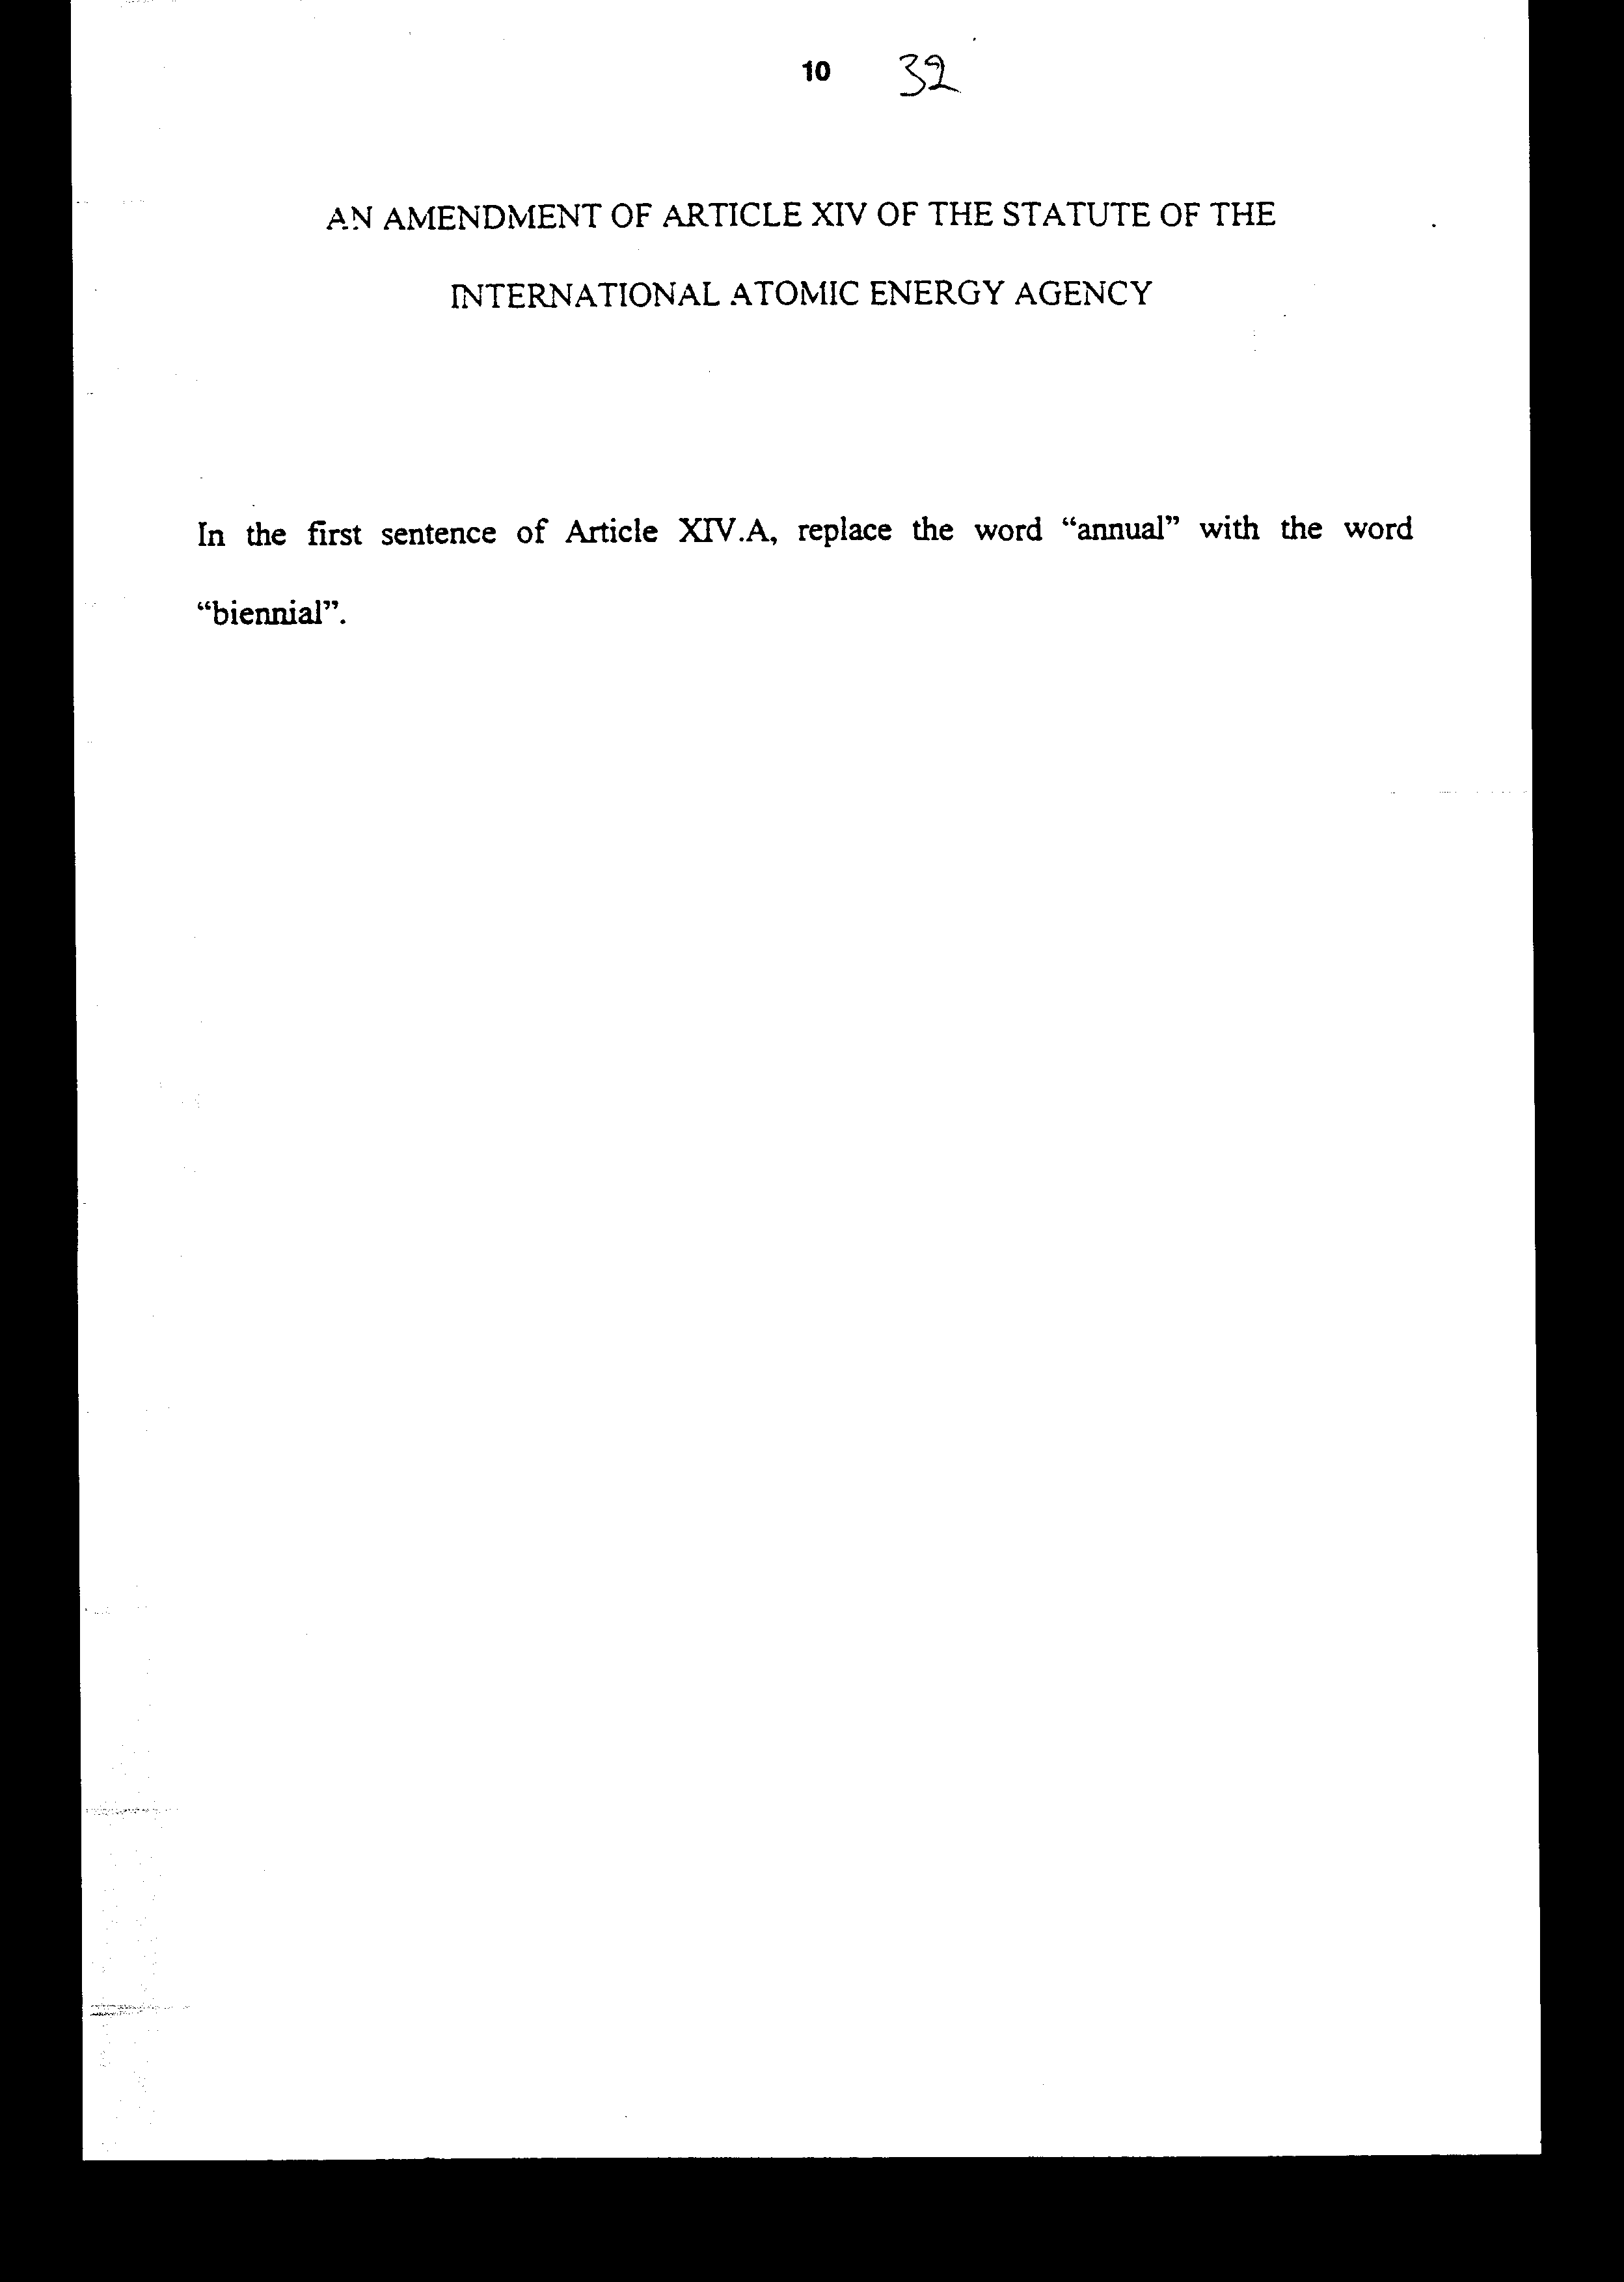 10 32
AN AMENDMENT OF ARTICLE XIV OF THE STATUTE OF THE
INTERNATIONAL ATOMIC ENERGY AGENCY
In the first sentence of Article XIV.A, replace the word “annual” with the word
“biennial”.